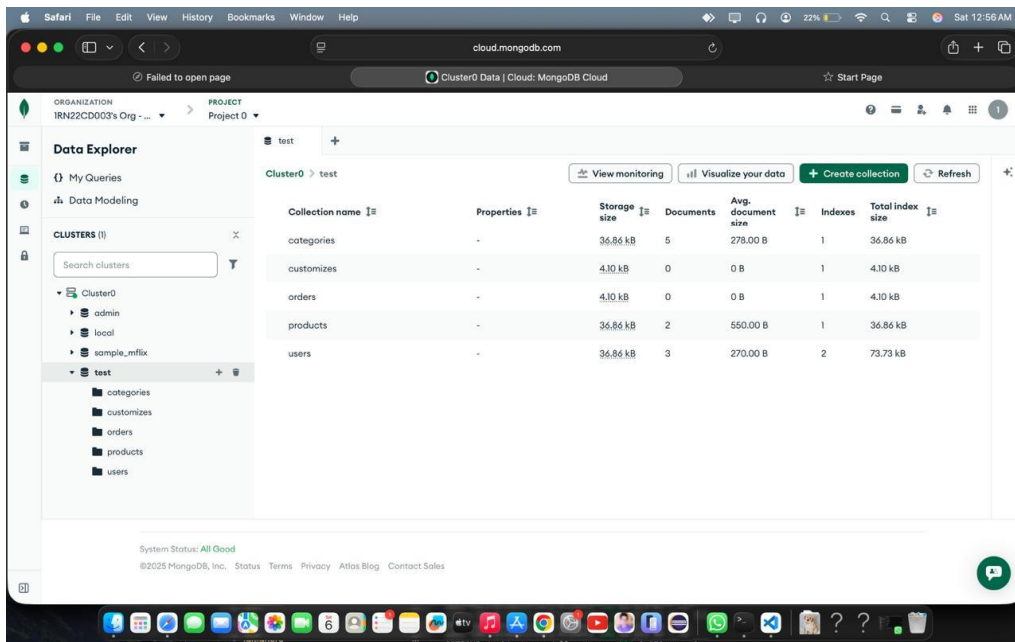 Safari File Edit View History Bookmarks Window Help 22% Sat 12:56 AM
cloud.mongodb.com
Failed to open page Cluster0 Data | Cloud: MongoDB Cloud Start Page
ORGANIZATION PROJECT
1RN22CD003's Org - ... Project 0 1
Data Explorer
My Queries
Data Modeling
CLUSTERS (1)
Search clusters
Cluster0
admin
local
sample_mflix
test
categories
customizes
orders
products
users
test
Cluster0 > test View monitoring Visualize your data + Create collection Refresh
Collection name Properties Storage size Documents Avg. document size Indexes Total index size
categories - 36.86 kB 5 278.00 B 1 36.86 kB
customizes - 4.10 kB 0 0 B 1 4.10 kB
orders - 4.10 kB 0 0 B 1 4.10 kB
products - 36.86 kB 2 550.00 B 1 36.86 kB
users - 36.86 kB 3 270.00 B 2 73.73 kB
System Status: All Good
©2025 MongoDB, Inc. Status Terms Privacy Atlas Blog Contact Sales
6 tv